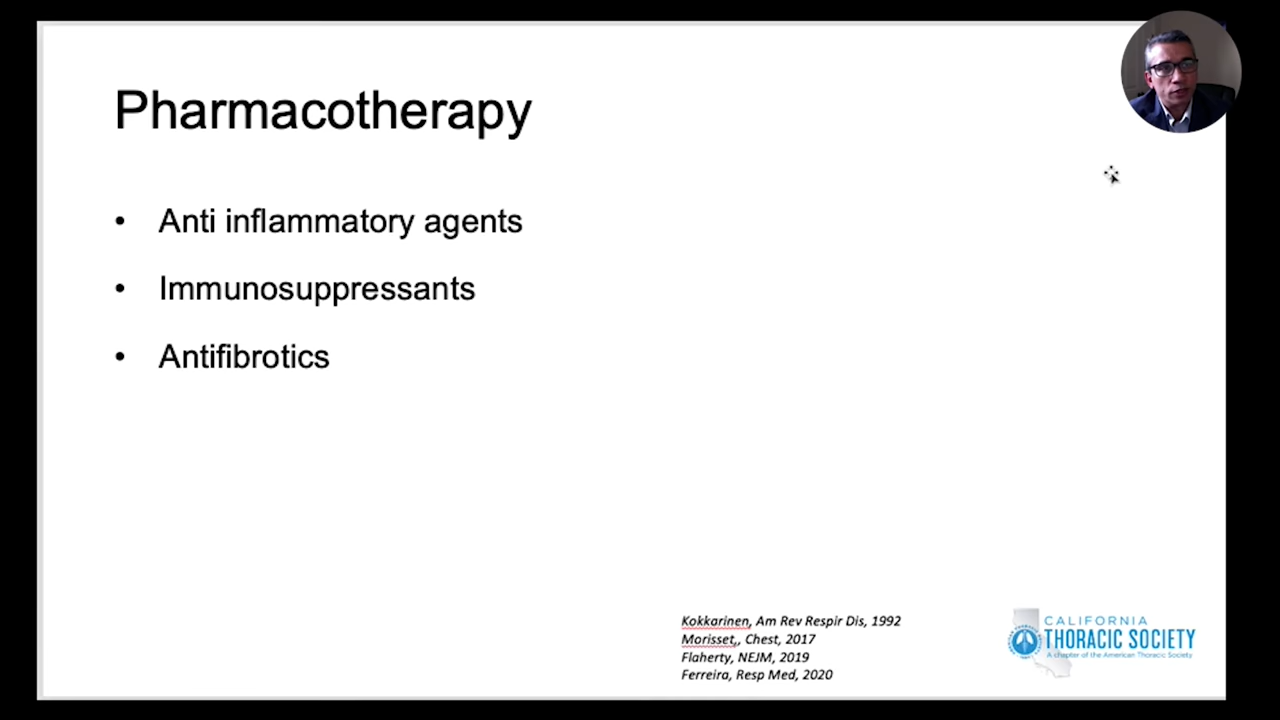 Pharmacotherapy
• Anti inflammatory agents
• Immunosuppressants
• Antifibrotics
Kokkarinen, Am Rev Respir Dis, 1992
Morisset,, Chest, 2017
Flaherty, NEJM, 2019
Ferreira, Resp Med, 2020
CALIFORNIA
THORACIC SOCIETY
A chapter of the American Thoracic Society